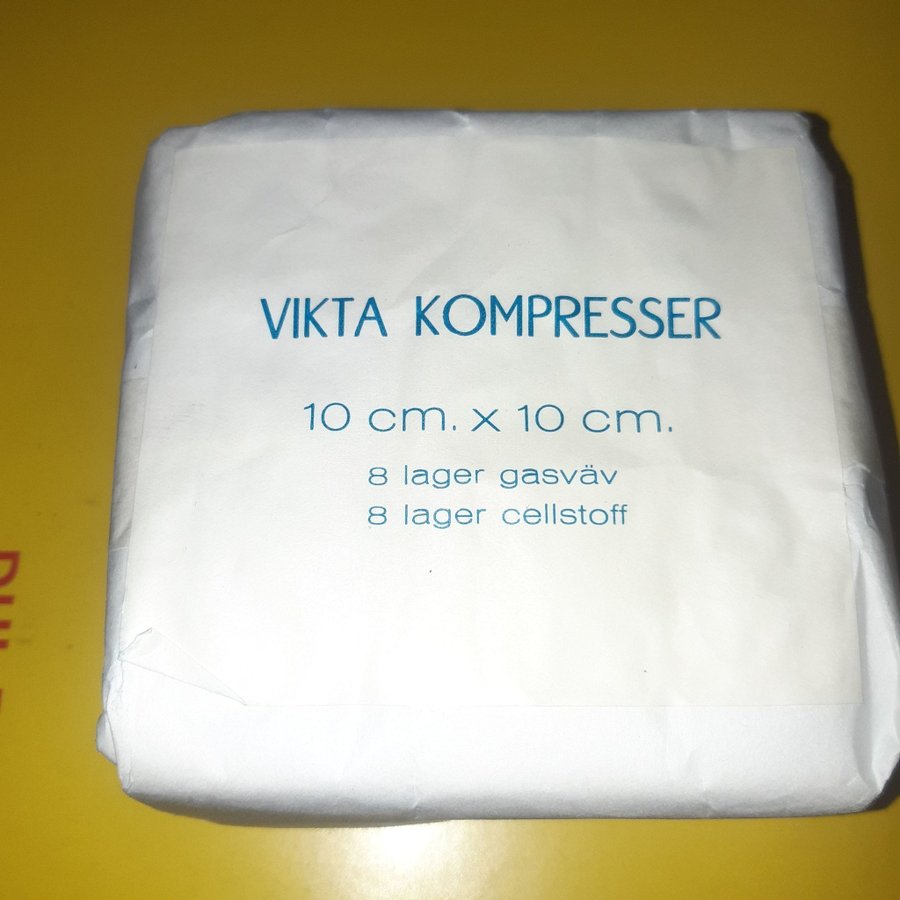 VIKTA KOMPRESSER
10 cm. x 10 cm.
8 lager gasväv
8 lager cellstoff